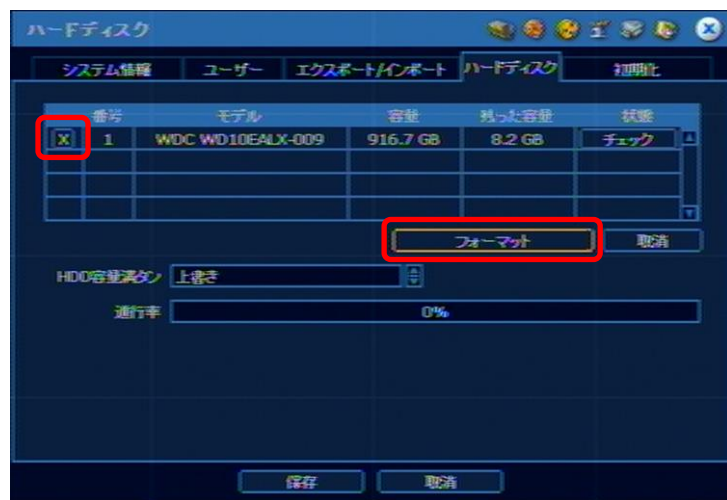 ハードディスク
システム情報 ユーザー エクスポート/インポート ハードディスク 初期化
番号 モデル 容量 残った容量 状態
X 1 WDC WD10EALX-009 916.7 GB 8.2 GB チェック
フォーマット 取消
HDD容量満タン 上書き
進行率 0%
保存 取消